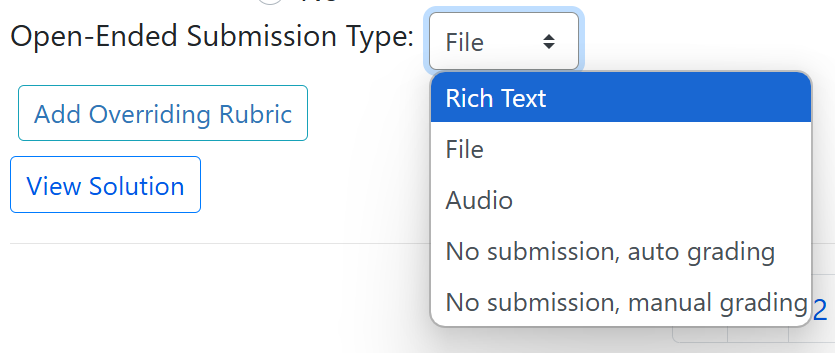 Open-Ended Submission Type: File
Rich Text
Add Overriding Rubric
File
View Solution
Audio
No submission, auto grading
No submission, manual grading
2